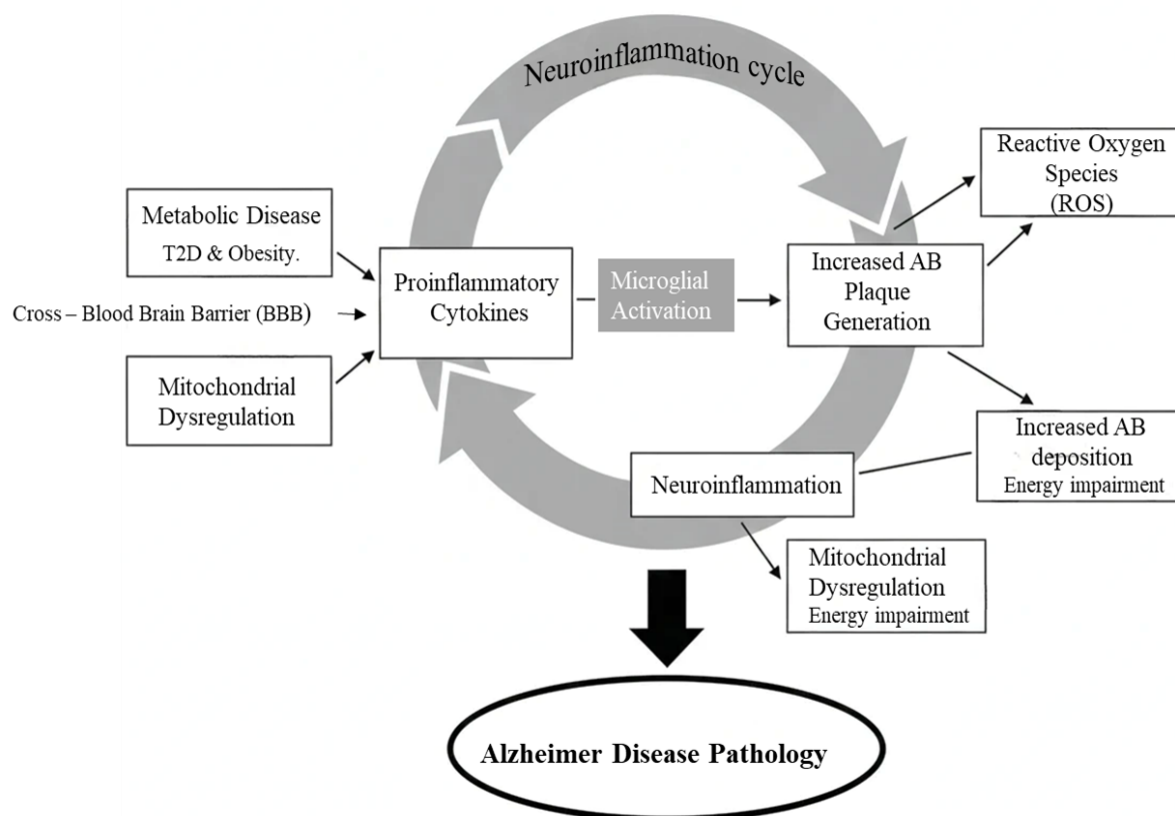 Neuroinflammation cycle
Reactive Oxygen
Species
(ROS)
Metabolic Disease
T2D & Obesity.
Cross – Blood Brain Barrier (BBB)
Mitochondrial
Dysregulation
Proinflammatory
Cytokines
Microglial
Activation
Increased AB
Plaque
Generation
Increased AB
deposition
Energy impairment
Neuroinflammation
Mitochondrial
Dysregulation
Energy impairment
Alzheimer Disease Pathology